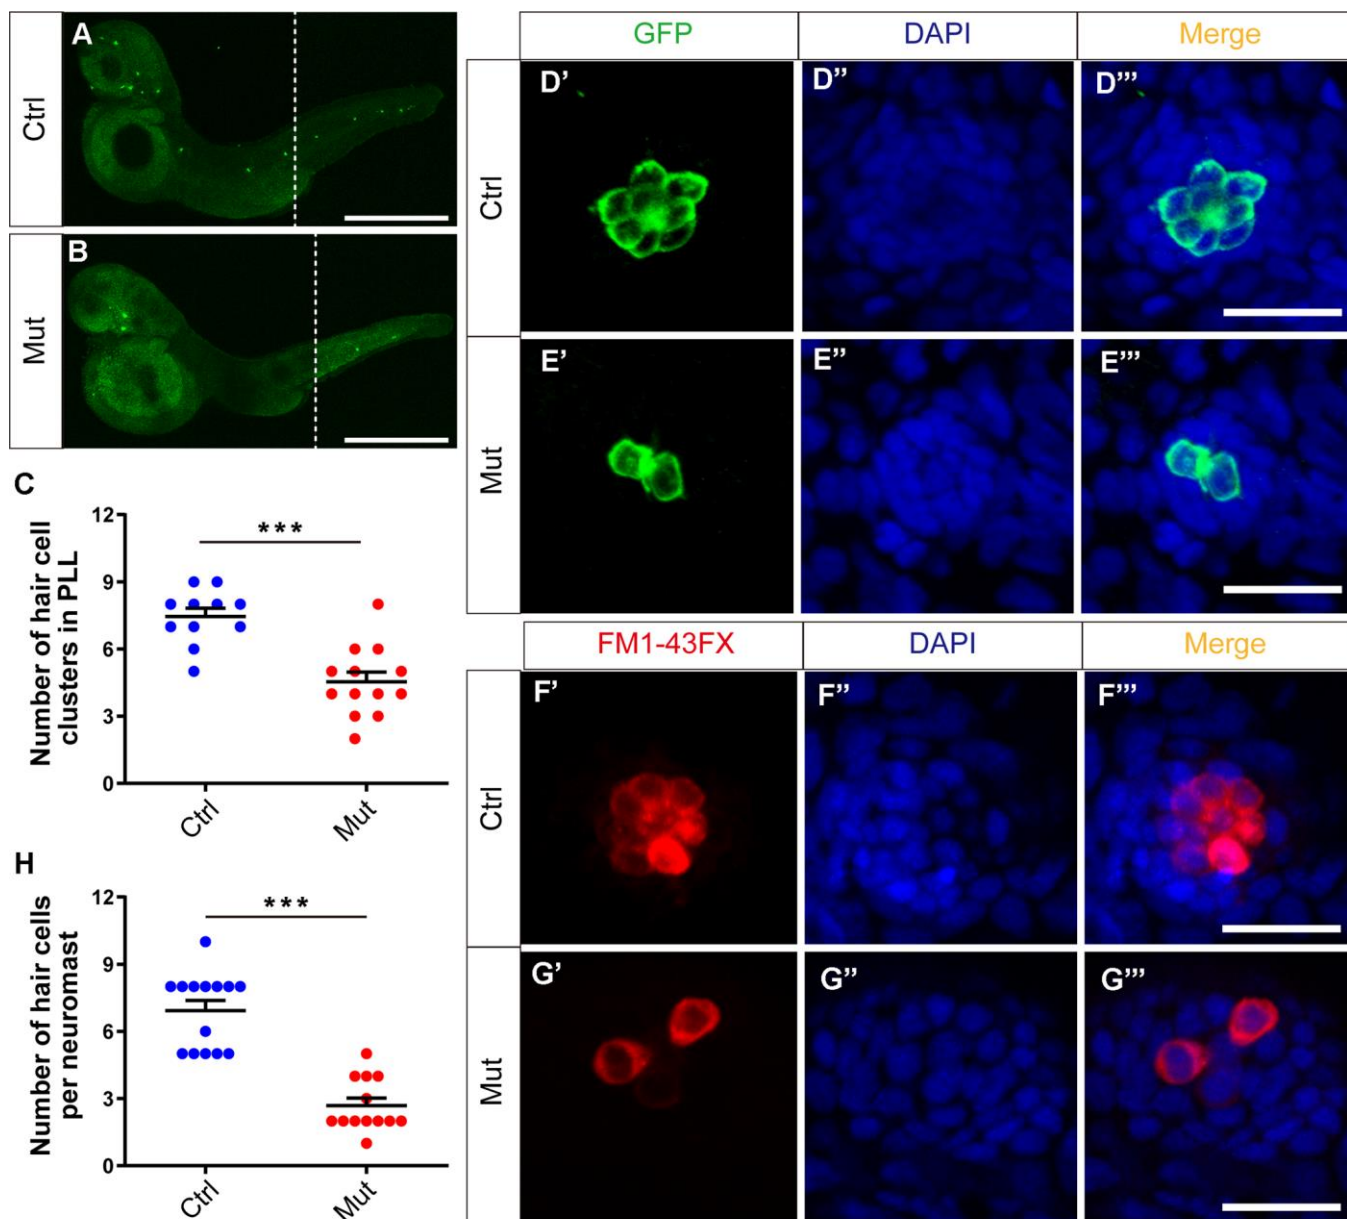 A
Ctrl
B
Mut
C
Number of hair cell
clusters in PLL
12
9
6
3
0
***
Ctrl
Mut
H
Number of hair cells
per neuromast
12
9
6
3
0
***
Ctrl
Mut
GFP DAPI Merge
Ctrl
D’ D’’ D’’’
Mut
E’ E’’ E’’’
FM1-43FX DAPI Merge
Ctrl
F’ F’’ F’’’
Mut
G’ G’’ G’’’